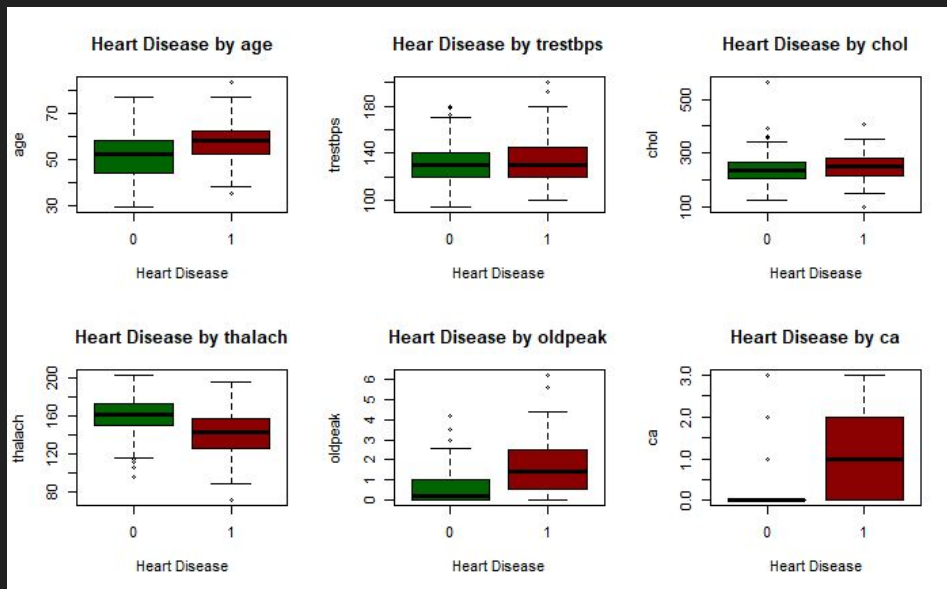 Heart Disease by age
Hear Disease by trestbps
Heart Disease by chol
age
70
50
30
0 1
Heart Disease
trestbps
180
140
100
0 1
Heart Disease
chol
500
300
100
0 1
Heart Disease
Heart Disease by thalach
Heart Disease by oldpeak
Heart Disease by ca
thalach
200
160
120
80
0 1
Heart Disease
oldpeak
6
5
4
3
2
1
0
0 1
Heart Disease
ca
3.0
2.0
1.0
0.0
0 1
Heart Disease